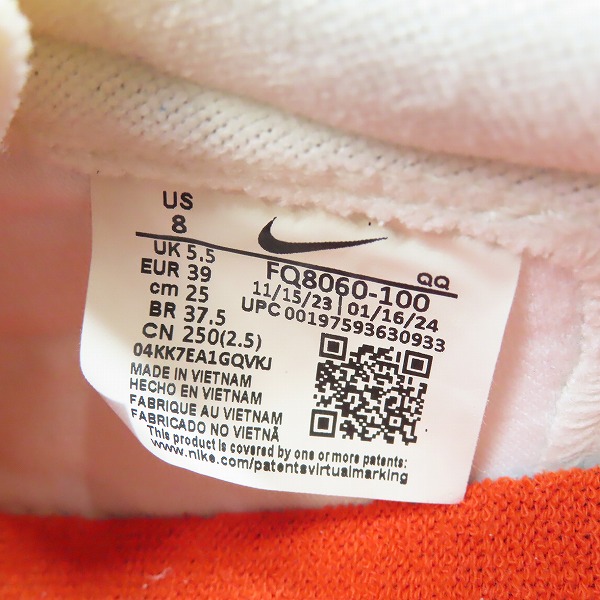 US
8
UK 5.5
EUR 39
cm 25
BR 37.5
CN 250(2.5)
QQ
FQ8060-100
11/15/23 | 01/16/24
UPC 00197593630933
04KK7EA1GQVKJ
MADE IN VIETNAM
HECHO EN VIETNAM
FABRIQUE AU VIETNAM
FABRICADO NO VIETNÃ
This product is covered by one or more patents:
www.nike.com/patentsvirtualmarking